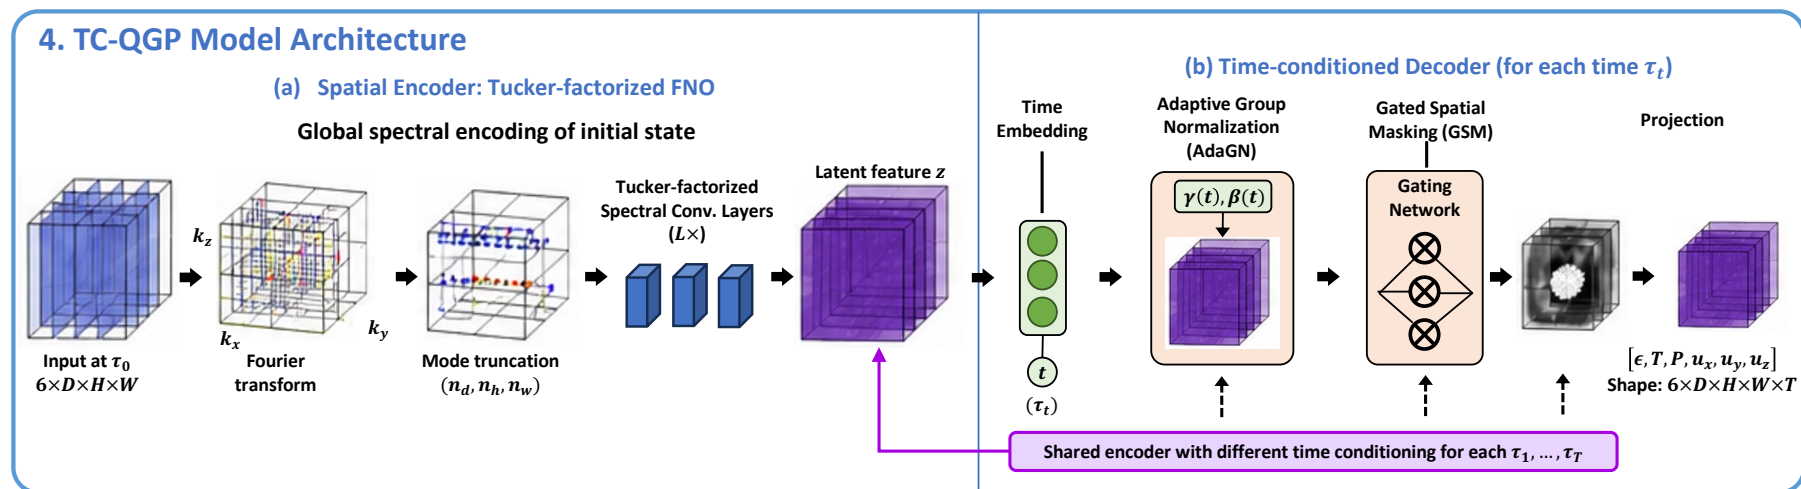 4. TC-QGP Model Architecture
(a) Spatial Encoder: Tucker-factorized FNO
Global spectral encoding of initial state
Input at τ₀
6×D×H×W
k_z
k_x
k_y
Fourier
transform
Mode truncation
(n_d, n_h, n_w)
Tucker-factorized
Spectral Conv. Layers
(L×)
Latent feature z
(b) Time-conditioned Decoder (for each time τ_t)
Time
Embedding
t
(τ_t)
Adaptive Group
Normalization
(AdaGN)
γ(t), β(t)
Gated Spatial
Masking (GSM)
Gating
Network
Projection
[ϵ, T, P, u_x, u_y, u_z]
Shape: 6×D×H×W×T
Shared encoder with different time conditioning for each τ₁, ..., τ_T